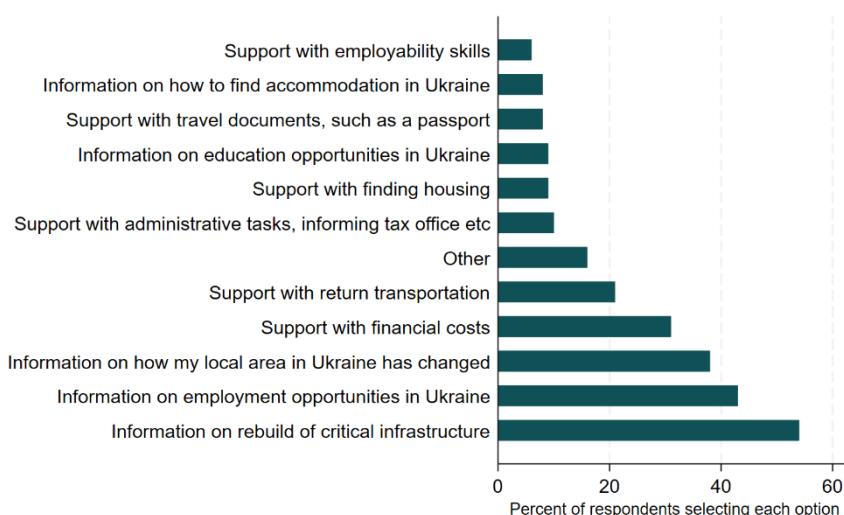 Support with employability skills
Information on how to find accommodation in Ukraine
Support with travel documents, such as a passport
Information on education opportunities in Ukraine
Support with finding housing
Support with administrative tasks, informing tax office etc
Other
Support with return transportation
Support with financial costs
Information on how my local area in Ukraine has changed
Information on employment opportunities in Ukraine
Information on rebuild of critical infrastructure
0 20 40 60
Percent of respondents selecting each option